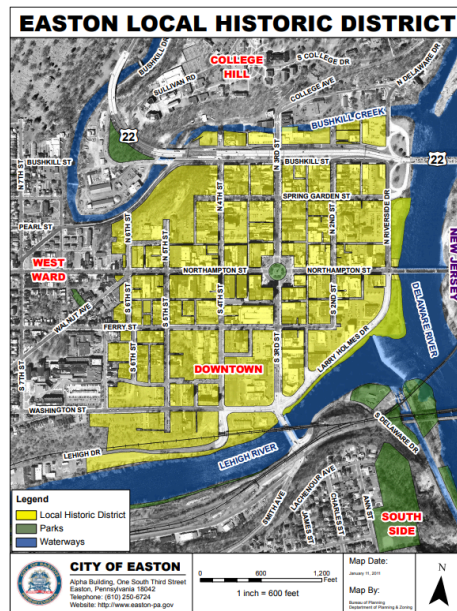 EASTON LOCAL HISTORIC DISTRICT
BUSHKILL DR
COLLEGE
HILL
S COLLEGE DR
N DELAWARE DR
SULLIVAN RD
COLLEGE AVE
BUSHKILL CREEK
22
N 7TH ST
BUSHKILL ST
N 3RD ST
BUSHKILL ST
22
SPRING GARDEN ST
N 4TH ST
N 2ND ST
N RIVERSIDE DR
PEARL ST
N 6TH ST
N 5TH ST
NEW JERSEY
WEST
WARD
NORTHAMPTON ST
NORTHAMPTON ST
WALNUT AVE
S 6TH ST
S 5TH ST
S 4TH ST
S 2ND ST
DELAWARE RIVER
FERRY ST
S 7TH ST
S 6TH ST
S 3RD ST
LARRY HOLMES DR
DOWNTOWN
WASHINGTON ST
S DELAWARE DR
LEHIGH DR
LEHIGH RIVER
SMITH AVE
LACHENOUR AVE
JAMES ST
CHARLES ST
ANN ST
SOUTH
SIDE
Legend
Local Historic District
Parks
Waterways
CITY OF EASTON
Alpha Building, One South Third Street
Easton, Pennsylvania 18042
Telephone: (610) 250-6724
Website: http://www.easton-pa.gov
0 600 1,200
Feet
1 inch = 600 feet
Map Date:
January 11, 2011
Map By:
Bureau of Planning
Department of Planning & Zoning
N